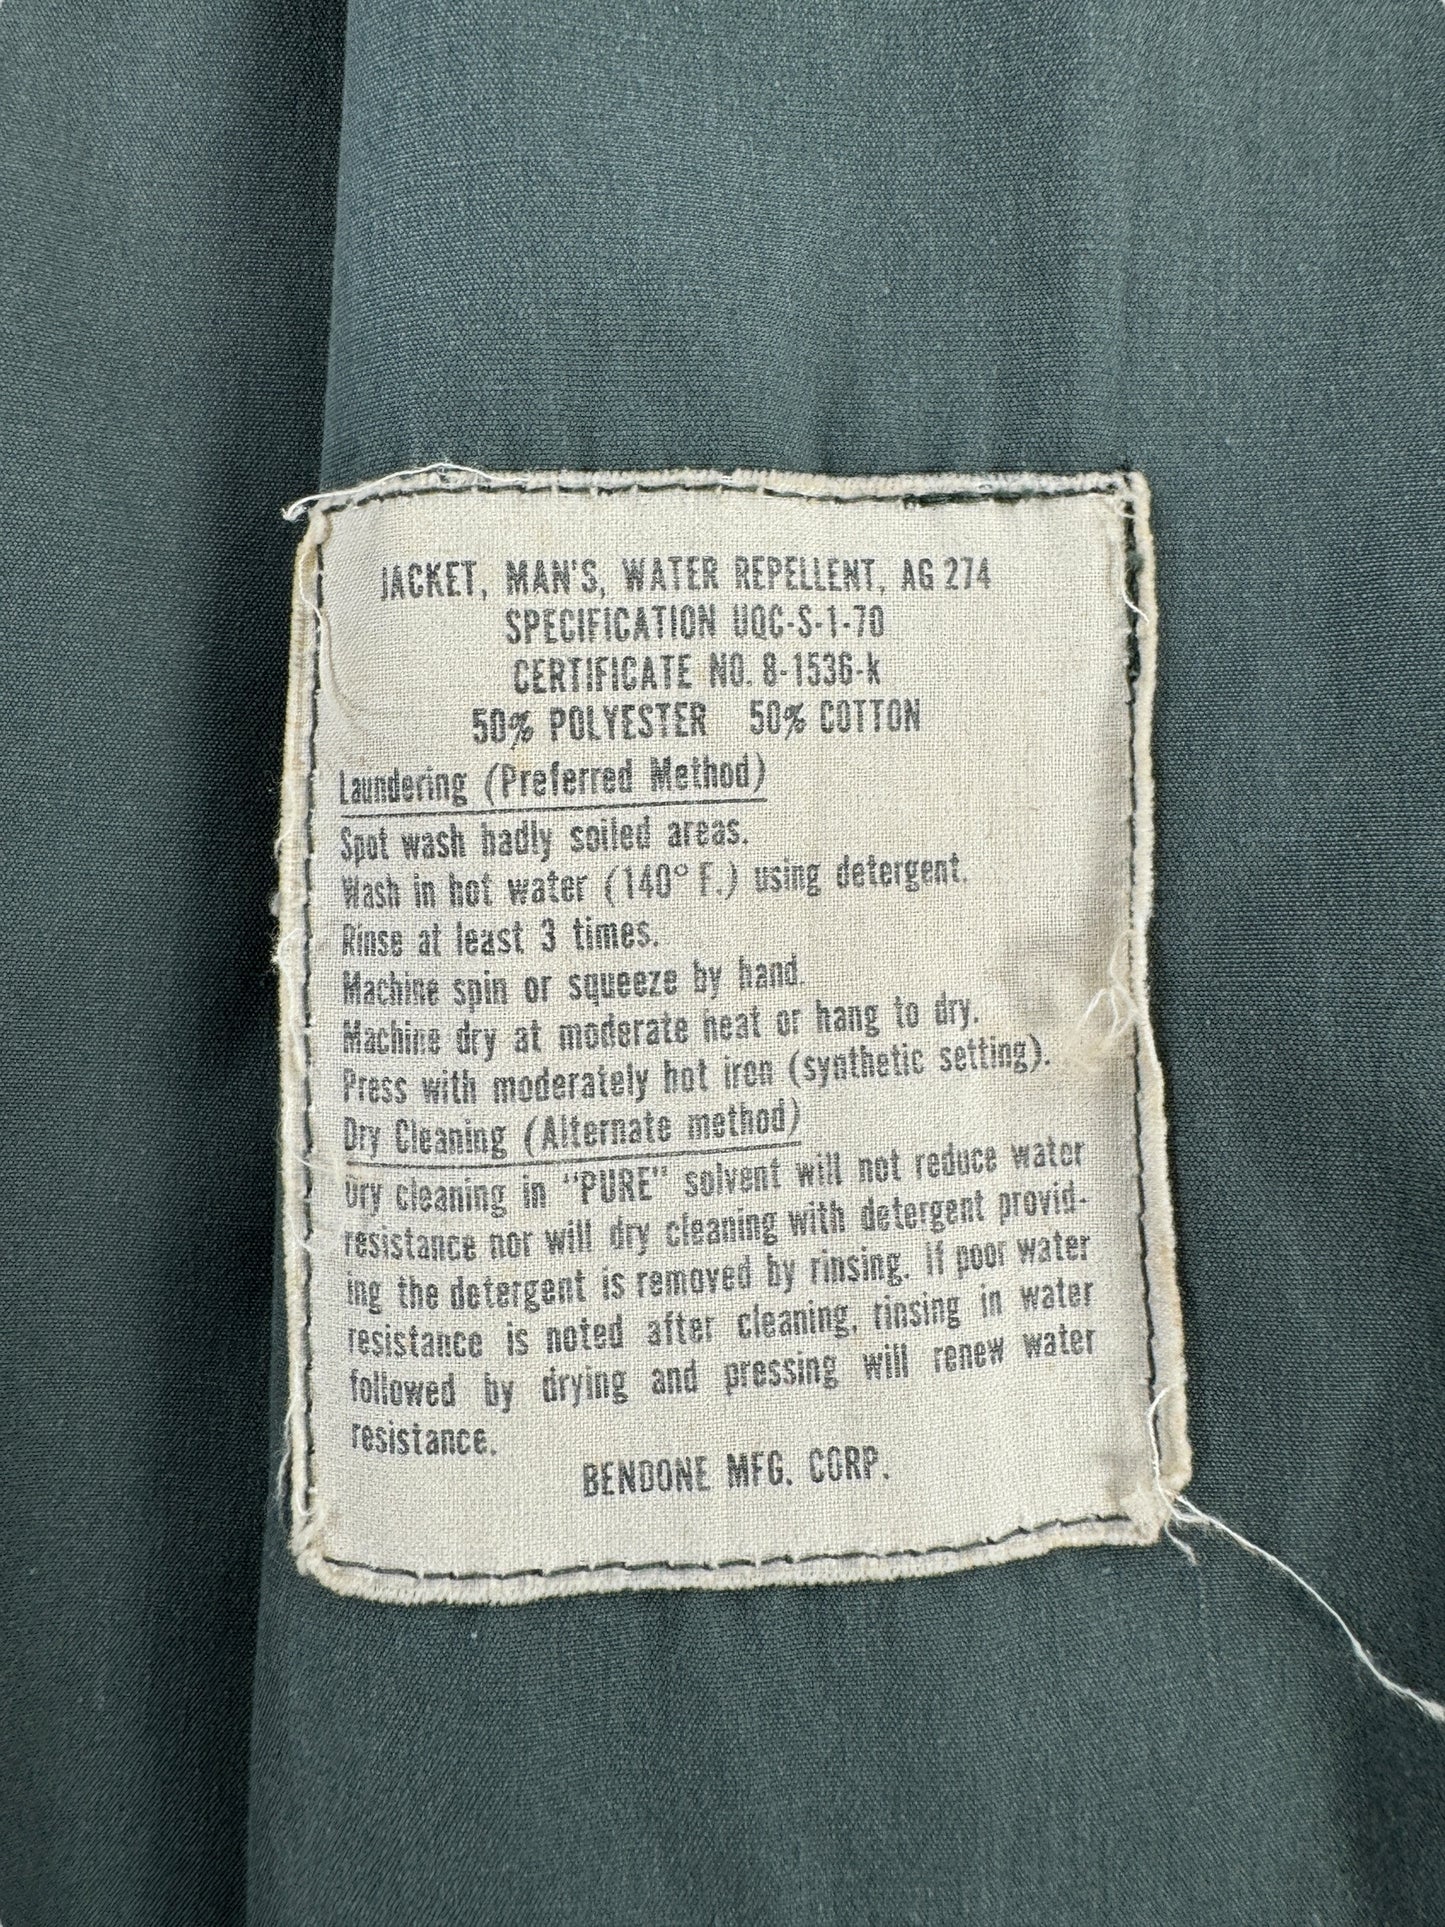 JACKET, MAN'S, WATER REPELLENT, AG 274
SPECIFICATION UQC-S-1-70
CERTIFICATE NO. 8-1536-K
50% POLYESTER 50% COTTON
Laundering (Preferred Method)
Spot wash badly soiled areas.
Wash in hot water (140° F.) using detergent.
Rinse at least 3 times.
Machine spin or squeeze by hand.
Machine dry at moderate heat or hang to dry.
Press with moderately hot iron (synthetic setting).
Dry Cleaning (Alternate method)
Dry cleaning in "PURE" solvent will not reduce water
resistance nor will dry cleaning with detergent provid-
ing the detergent is removed by rinsing. If poor water
resistance is noted after cleaning, rinsing in water
followed by drying and pressing will renew water
resistance.
BENDONE MFG. CORP.